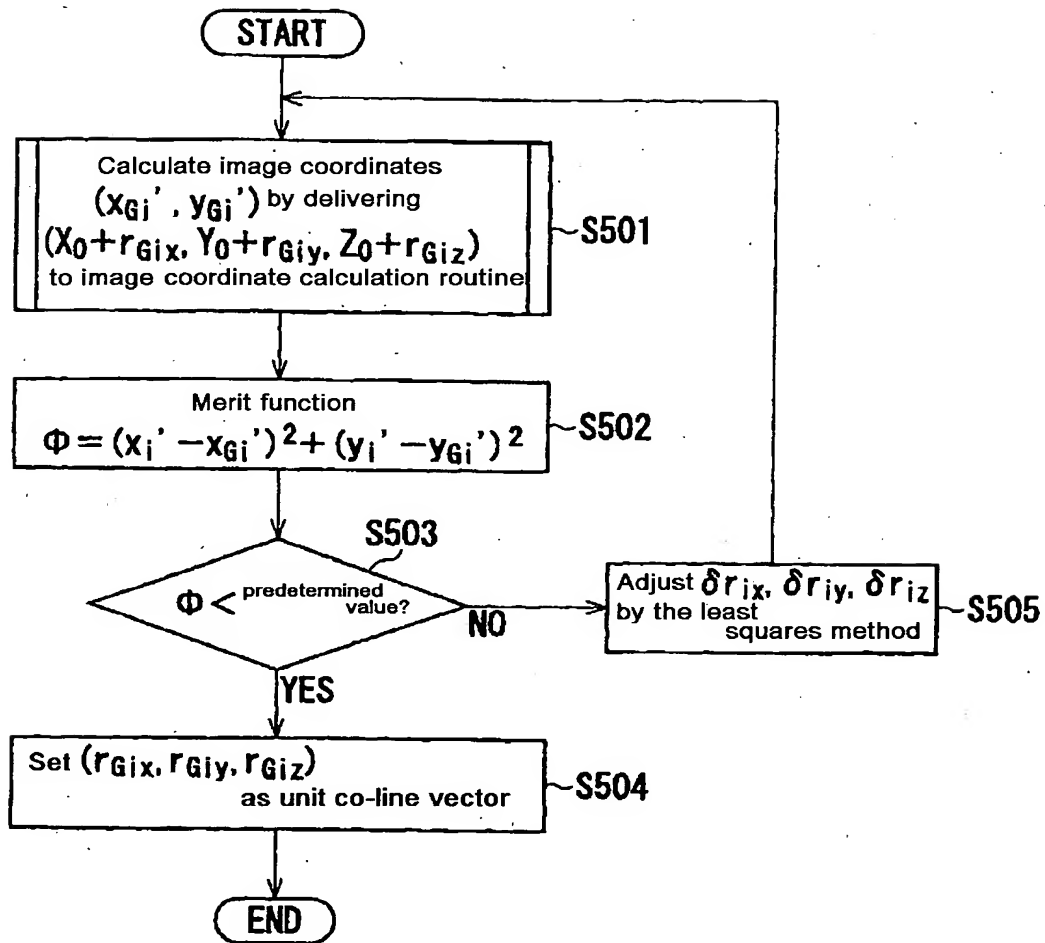 START
Calculate image coordinates
(xGi', yGi') by delivering
(X0+rGix, Y0+rGiy, Z0+rGiz)
to image coordinate calculation routine
S501
Merit function
Φ=(xi'-xGi')2+(yi'-yGi')2
S502
S503
Φ< predetermined
value?
NO
YES
Adjust δrix, δriy, δriz
by the least
squares method
S505
Set (rGix, rGiy, rGiz)
as unit co-line vector
S504
END